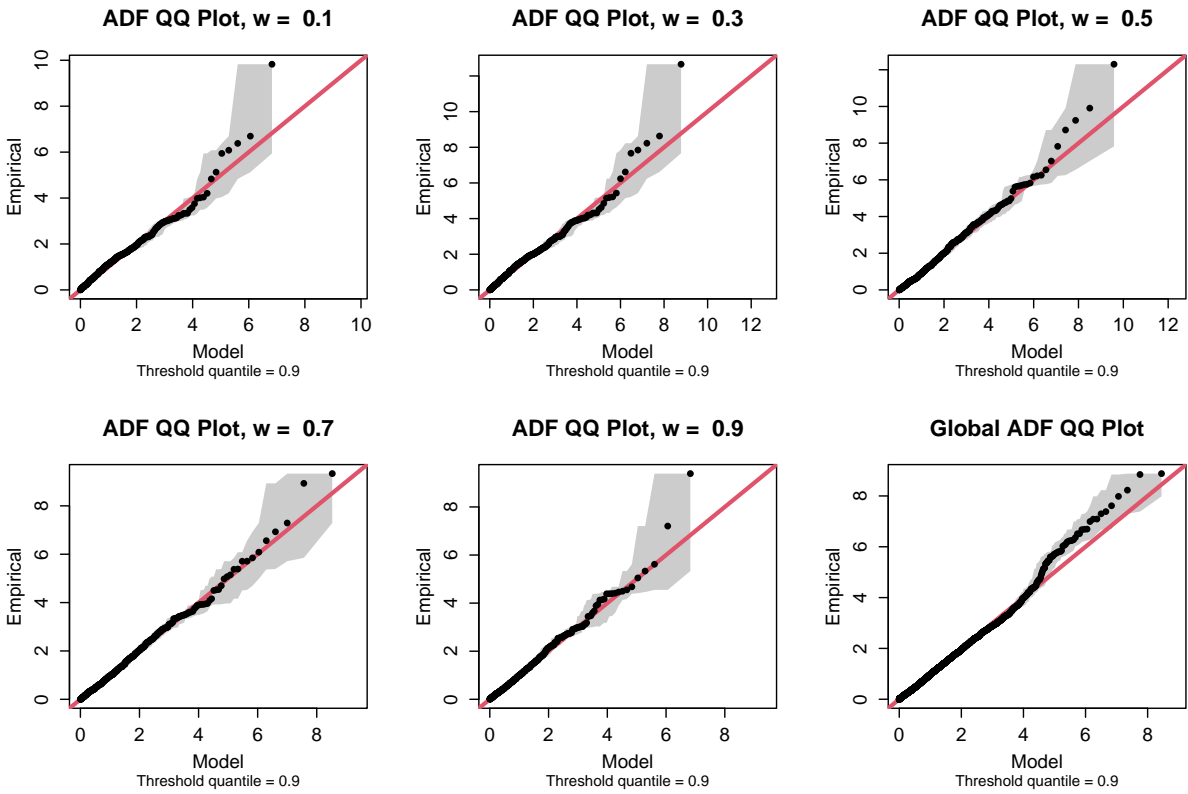 ADF QQ Plot, w = 0.1
Empirical
0 2 4 6 8 10
0 2 4 6 8 10
Model
Threshold quantile = 0.9
ADF QQ Plot, w = 0.3
Empirical
0 2 4 6 8 10
0 2 4 6 8 10 12
Model
Threshold quantile = 0.9
ADF QQ Plot, w = 0.5
Empirical
0 2 4 6 8 10
0 2 4 6 8 10 12
Model
Threshold quantile = 0.9
ADF QQ Plot, w = 0.7
Empirical
0 2 4 6 8
0 2 4 6 8
Model
Threshold quantile = 0.9
ADF QQ Plot, w = 0.9
Empirical
0 2 4 6 8
0 2 4 6 8
Model
Threshold quantile = 0.9
Global ADF QQ Plot
Empirical
0 2 4 6 8
0 2 4 6 8
Model
Threshold quantile = 0.9